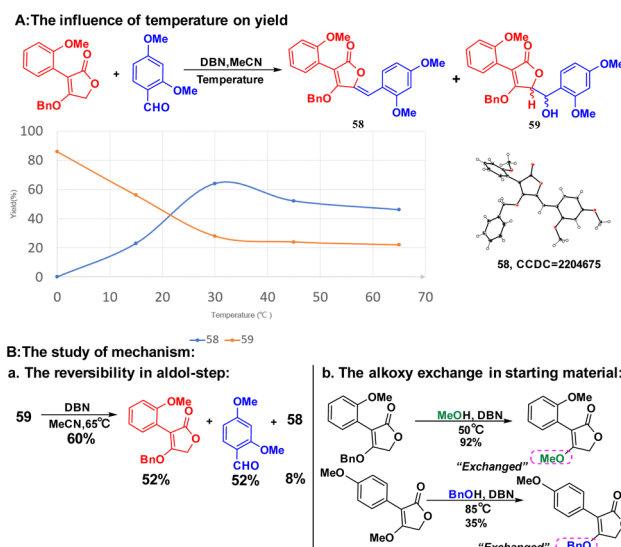 A:The influence of temperature on yield
OMe
O
O
BnO
+
OMe
OMe
CHO
DBN,MeCN
Temperature
OMe
O
O
BnO
OMe
OMe
58
+
OMe
O
O
H
BnO
OH
OMe
OMe
59
100
80
60
40
20
0
Yield(%)
0 10 20 30 40 50 60 70
Temperature (℃)
58 59
58, CCDC=2204675
B:The study of mechanism:
a. The reversibility in aldol-step:
59
DBN
MeCN,65℃
60%
OMe
O
O
BnO
52%
+
OMe
OMe
CHO
52%
+ 58
8%
b. The alkoxy exchange in starting material:
OMe
O
O
BnO
MeOH, DBN
50℃
92%
OMe
O
O
MeO
"Exchanged"
MeO
O
O
MeO
BnOH, DBN
85℃
35%
OMe
O
O
BnO
"Exchanged"